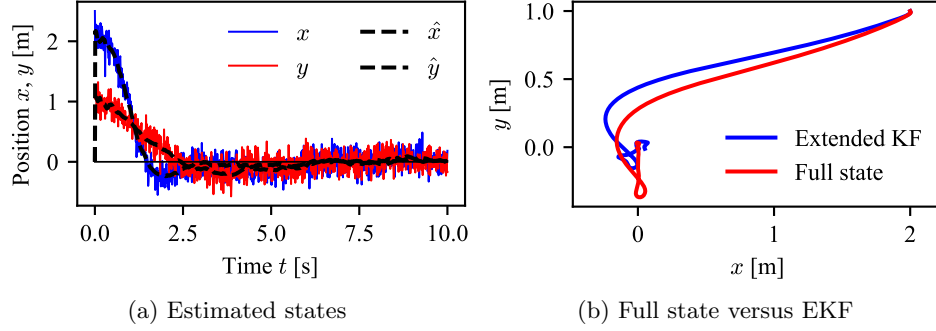 Position x, y [m]
2
1
0
x
y
x̂
ŷ
0.0 2.5 5.0 7.5 10.0
Time t [s]
(a) Estimated states
y [m]
1.0
0.5
0.0
Extended KF
Full state
0 1 2
x [m]
(b) Full state versus EKF